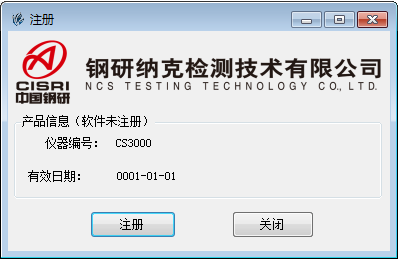 注册
CISRI
中国钢研
钢研纳克检测技术有限公司
NCS TESTING TECHNOLOGY CO., LTD.
产品信息（软件未注册）
仪器编号： CS3000
有效日期： 0001-01-01
注册 关闭